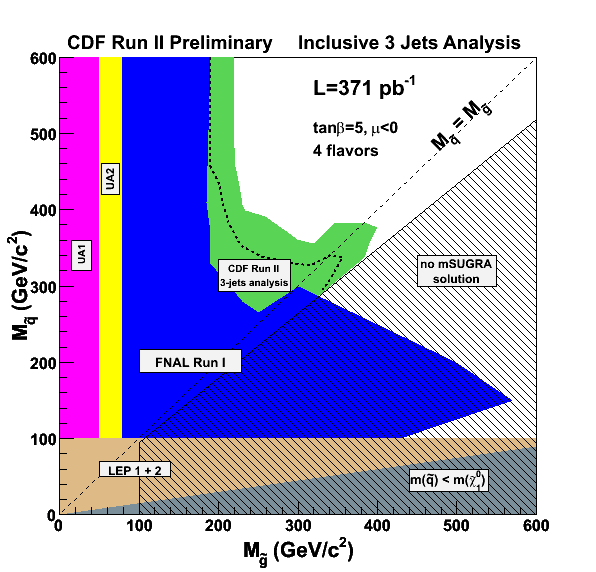 CDF Run II Preliminary Inclusive 3 Jets Analysis
L=371 pb⁻¹
tanβ=5, μ<0
4 flavors
M_q̃ = M_g̃
UA1
UA2
CDF Run II
3-jets analysis
no mSUGRA
solution
FNAL Run I
LEP 1 + 2
m(q̃) < m(χ̃⁰₁)
M_q̃ (GeV/c²)
600
500
400
300
200
100
0
0 100 200 300 400 500 600
M_g̃ (GeV/c²)